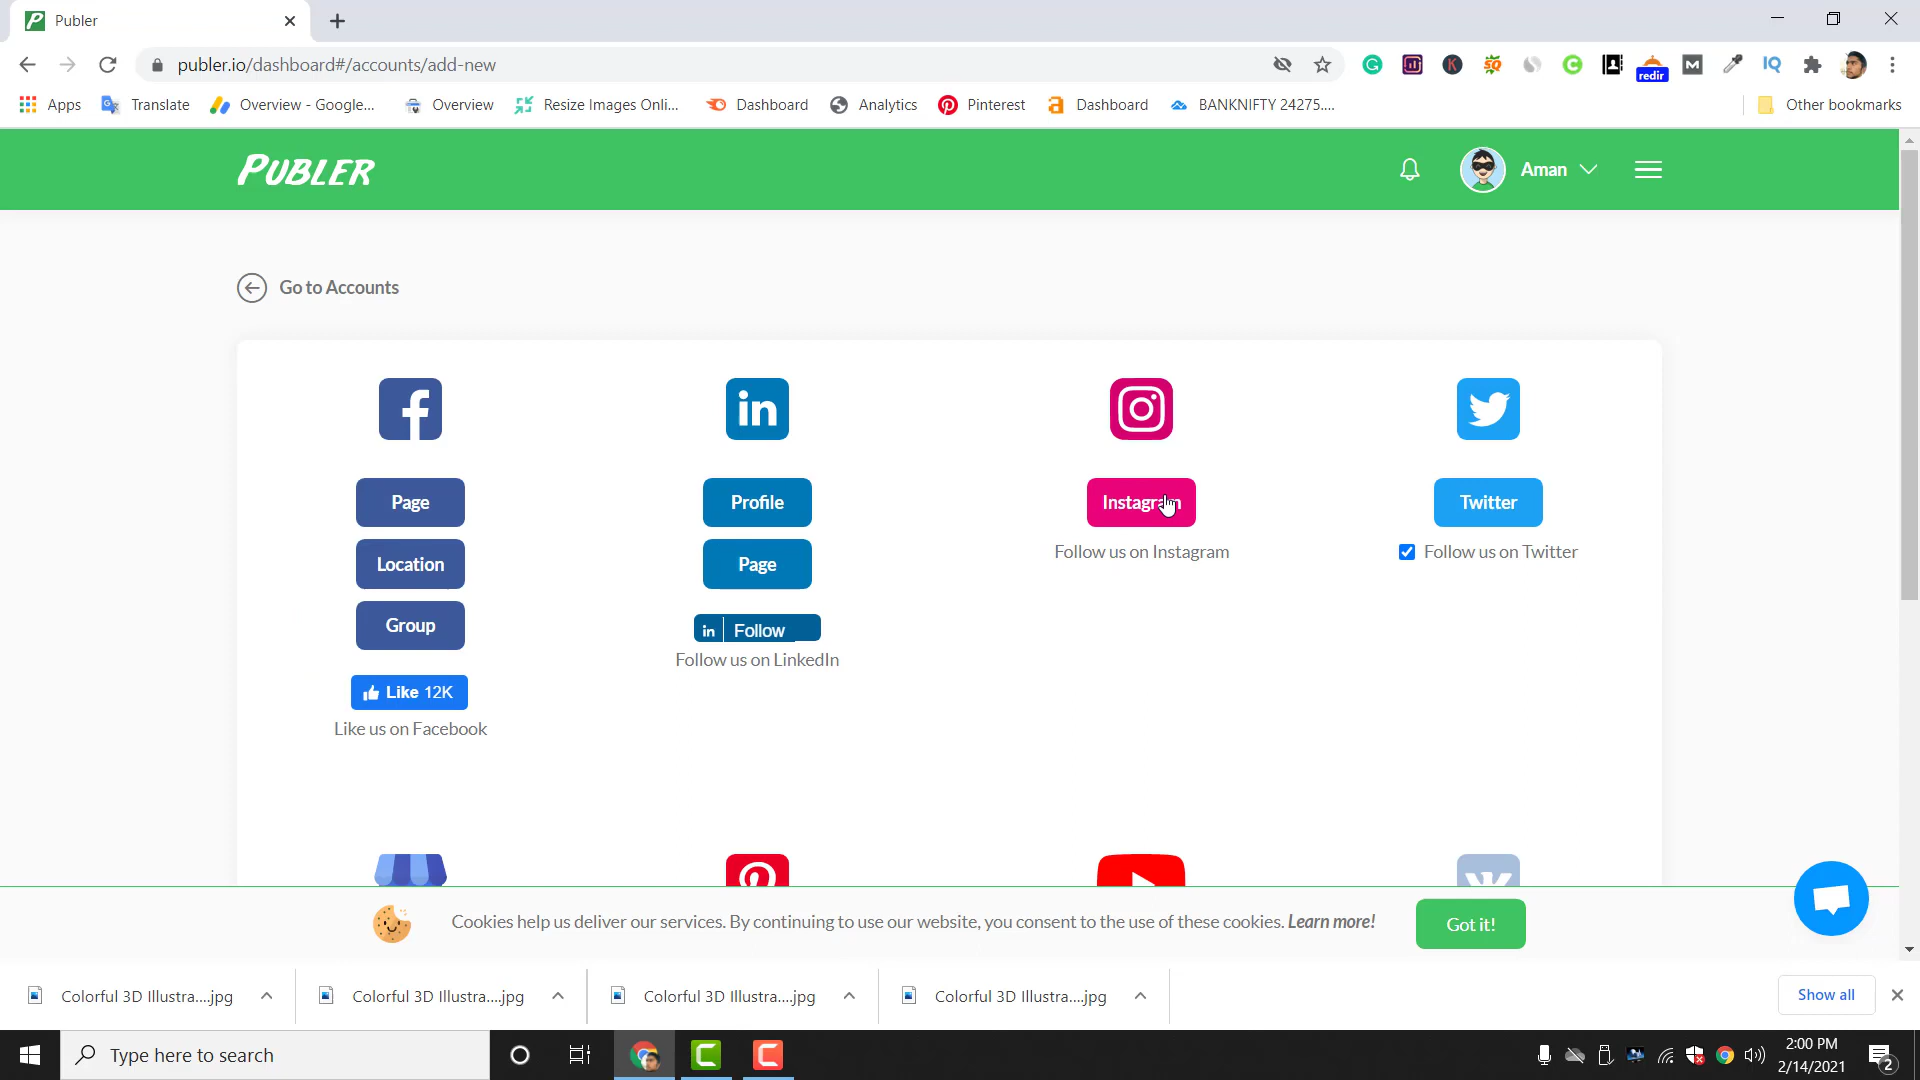 Publer
publer.io/dashboard#/accounts/add-new
redir
Apps
Translate
Overview - Google...
Overview
Resize Images Onli...
Dashboard
Analytics
Pinterest
Dashboard
BANKNIFTY 24275....
Other bookmarks
PUBLER
Aman
Go to Accounts
Page
Location
Group
Like 12K
Like us on Facebook
in
Profile
Page
in Follow
Follow us on LinkedIn
Instagram
Follow us on Instagram
Twitter
Follow us on Twitter
Cookies help us deliver our services. By continuing to use our website, you consent to the use of these cookies. Learn more!
Got it!
Colorful 3D Illustra....jpg
Colorful 3D Illustra....jpg
Colorful 3D Illustra....jpg
Colorful 3D Illustra....jpg
Show all
Type here to search
2:00 PM
2/14/2021
2